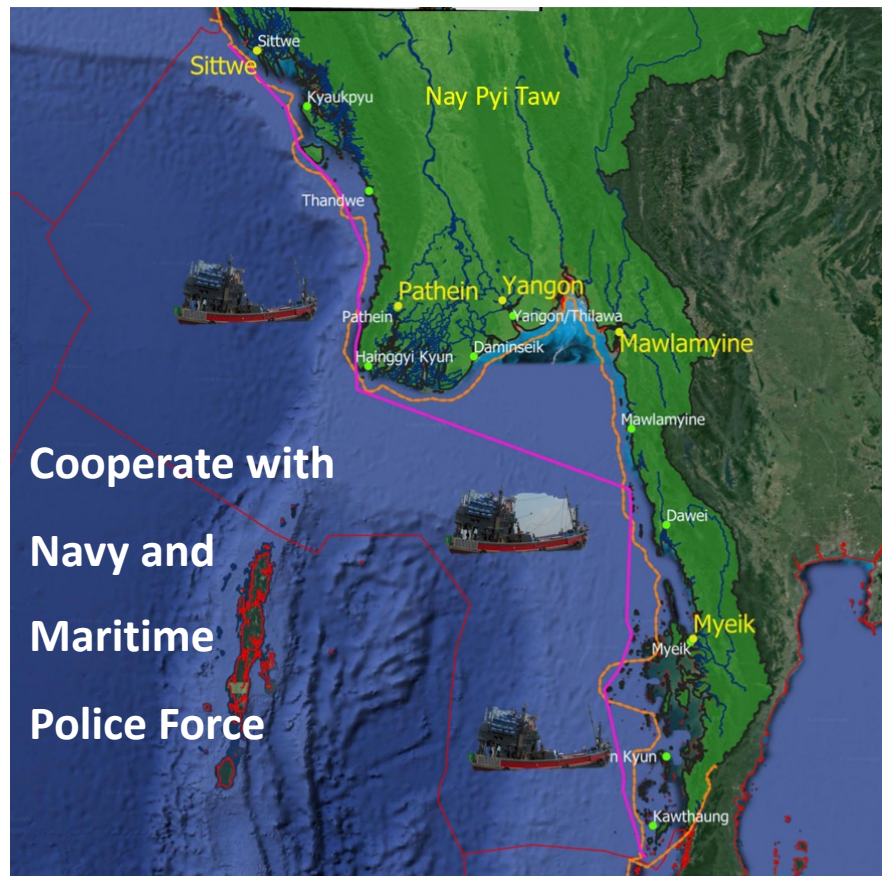 Sittwe
Sittwe
Kyaukpyu
Nay Pyi Taw
Thandwe
Pathein
Yangon
Pathein
Yangon/Thilawa
Mawlamyine
Hainggyi Kyun
Daminseik
Mawlamyine
Cooperate with
Navy and
Maritime
Police Force
Dawei
Myeik
Myeik
n Kyun
Kawthaung